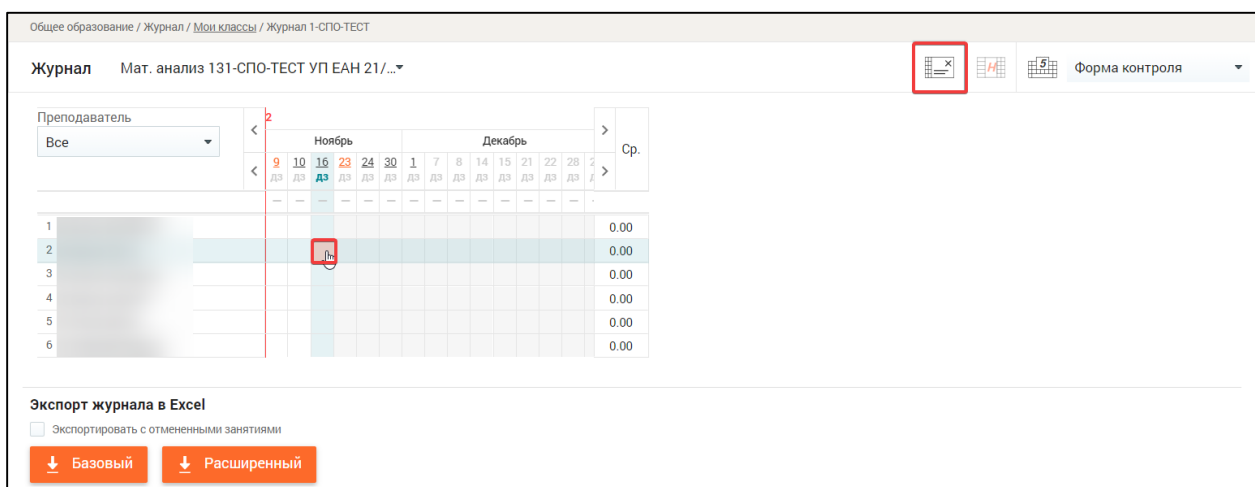 Общее образование / Журнал / Мои классы / Журнал 1-СПО-ТЕСТ
Журнал Мат. анализ 131-СПО-ТЕСТ УП ЕАН 21/... Н 5 Форма контроля
Преподаватель 2
Все Ноябрь Декабрь Ср.
9 10 16 23 24 30 1 7 8 14 15 21 22 28
дз дз дз дз дз дз дз дз дз дз дз дз дз дз
– – – – – – – – – – – – – –
1 0.00
2 0.00
3 0.00
4 0.00
5 0.00
6 0.00
Экспорт журнала в Excel
Экспортировать с отмененными занятиями
Базовый Расширенный